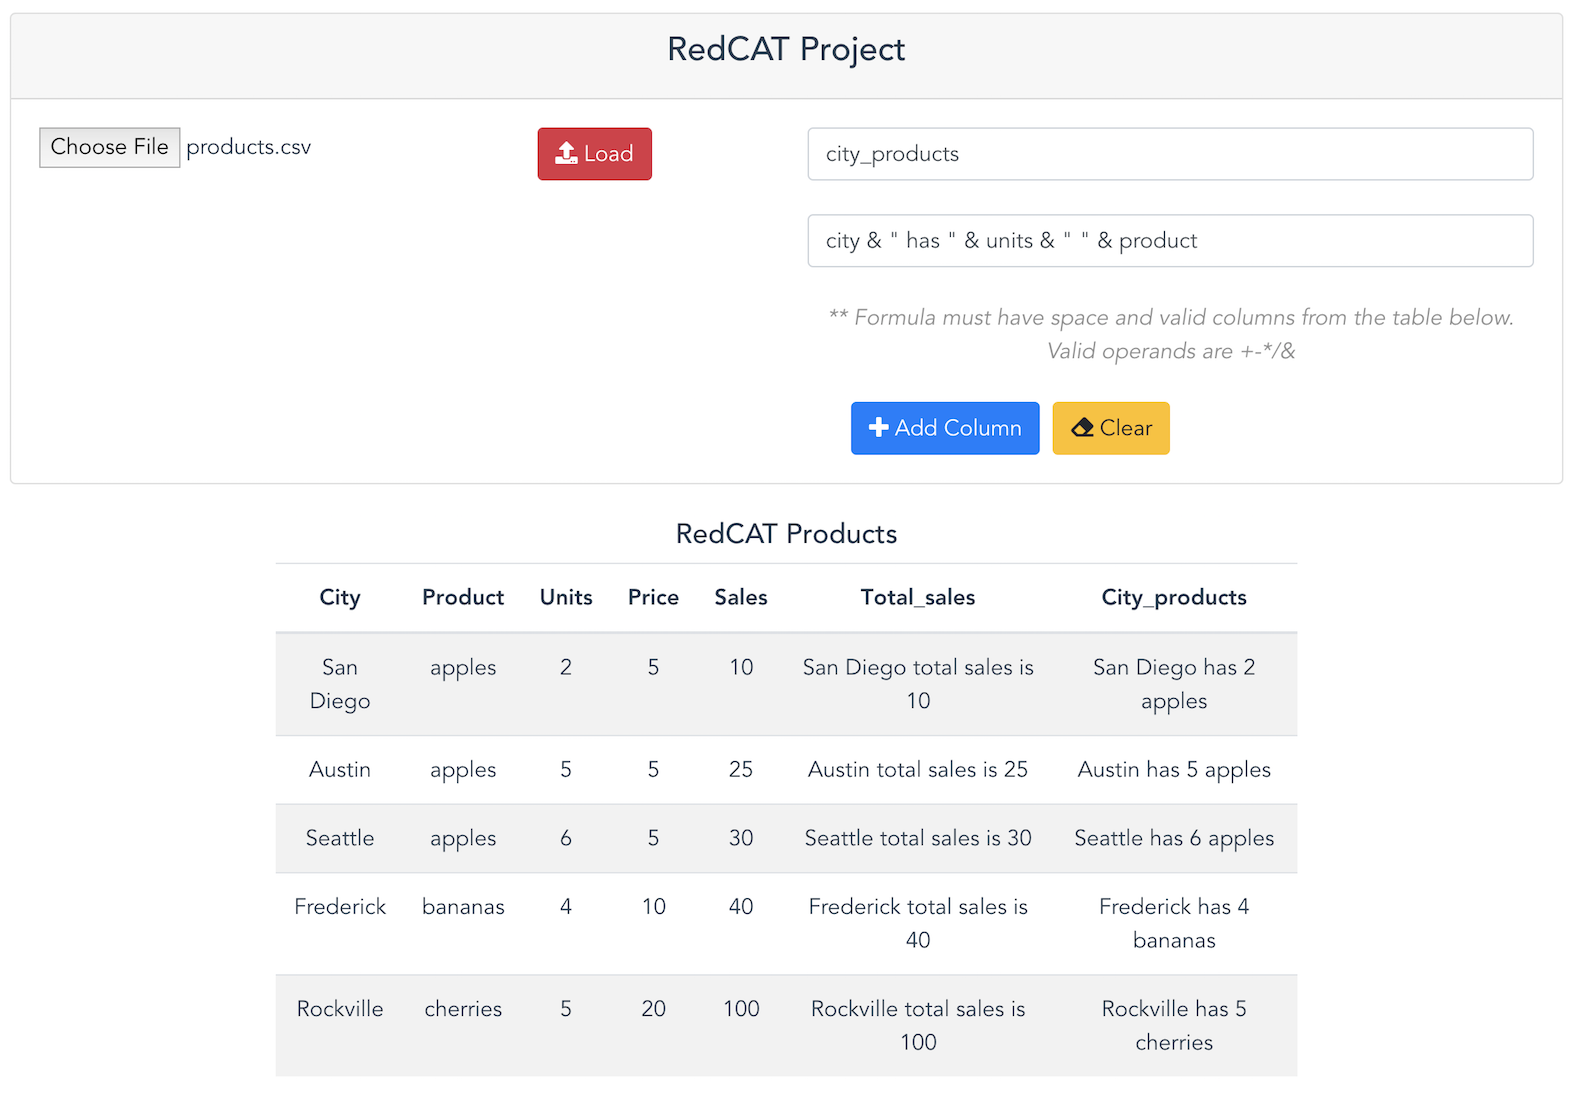 RedCAT Project
Choose File products.csv
Load
city_products
city & " has " & units & " " & product
** Formula must have space and valid columns from the table below.
Valid operands are +-*/&
Add Column
Clear
RedCAT Products
City Product Units Price Sales Total_sales City_products
San Diego apples 2 5 10 San Diego total sales is 10 San Diego has 2 apples
Austin apples 5 5 25 Austin total sales is 25 Austin has 5 apples
Seattle apples 6 5 30 Seattle total sales is 30 Seattle has 6 apples
Frederick bananas 4 10 40 Frederick total sales is 40 Frederick has 4 bananas
Rockville cherries 5 20 100 Rockville total sales is 100 Rockville has 5 cherries